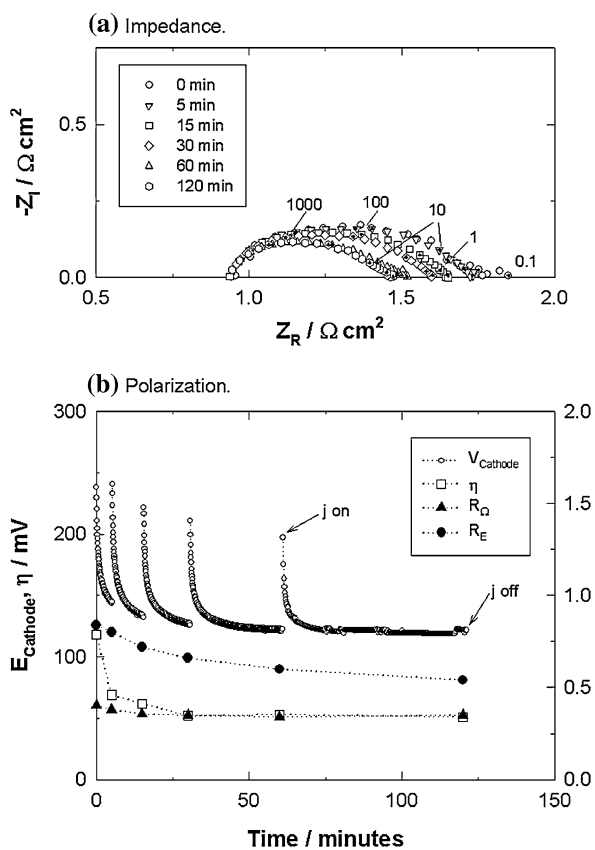 (a) Impedance.
-Z_I / Ω cm²
0.5
0.0
0 min
5 min
15 min
30 min
60 min
120 min
1000
100
10
1
0.1
0.5
1.0
1.5
2.0
Z_R / Ω cm²
(b) Polarization.
E_Cathode, η / mV
300
200
100
0
2.0
1.5
1.0
0.5
0.0
V_Cathode
η
R_Ω
R_E
j on
j off
0
50
100
150
Time / minutes